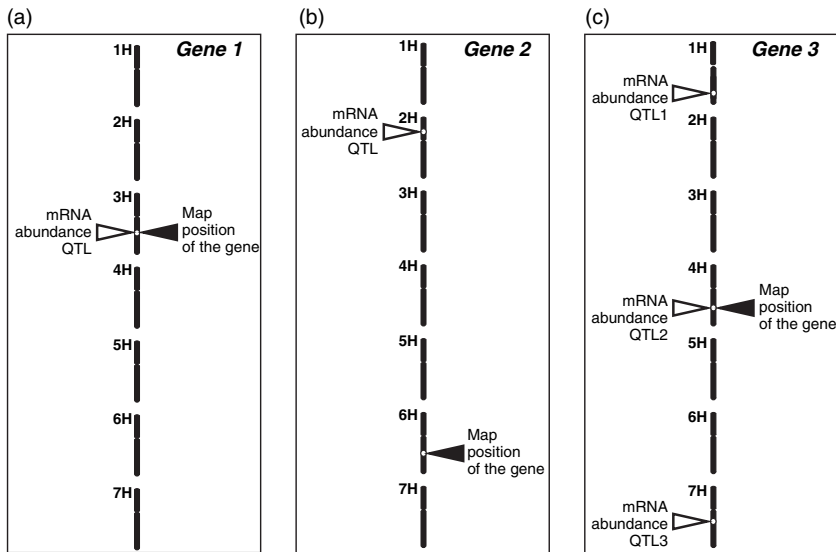 (a)
Gene 1
1H
2H
3H
mRNA
abundance
QTL
Map
position
of the gene
4H
5H
6H
7H
(b)
Gene 2
1H
mRNA
abundance
QTL
2H
3H
4H
5H
6H
Map
position
of the gene
7H
(c)
Gene 3
1H
mRNA
abundance
QTL1
2H
3H
4H
mRNA
abundance
QTL2
Map
position
of the gene
5H
6H
7H
mRNA
abundance
QTL3